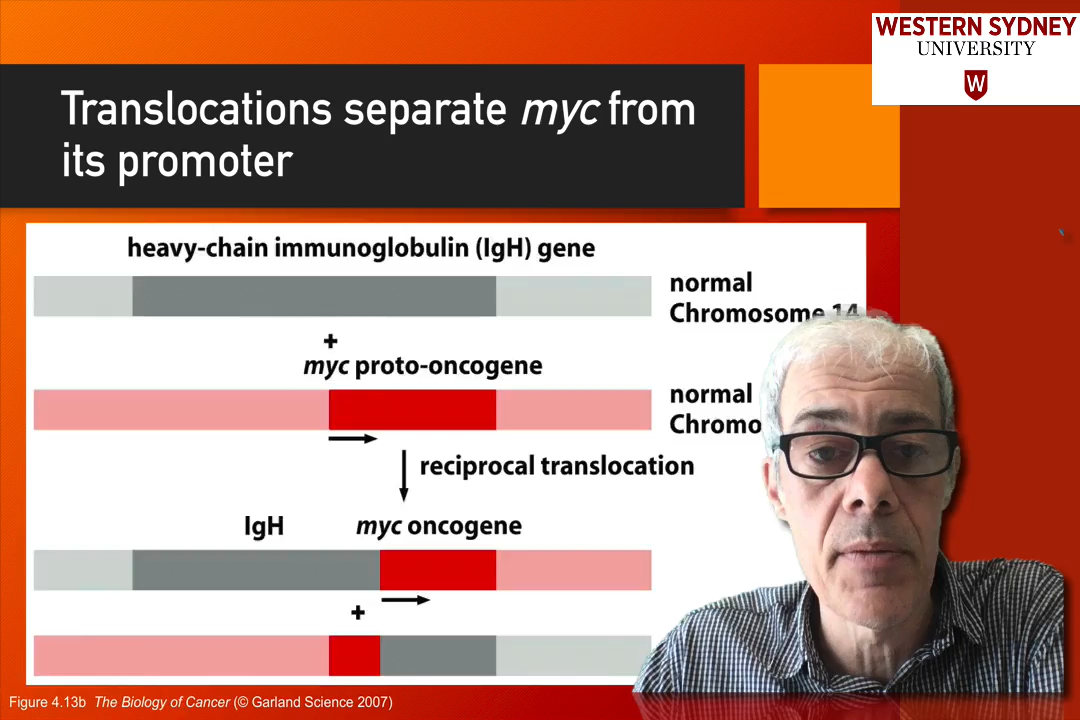 WESTERN SYDNEY
UNIVERSITY
W
Translocations separate myc from
its promoter
heavy-chain immunoglobulin (IgH) gene
normal
Chromosome 14
+
myc proto-oncogene
normal
Chromo
reciprocal translocation
IgH
myc oncogene
+
Figure 4.13b The Biology of Cancer (© Garland Science 2007)